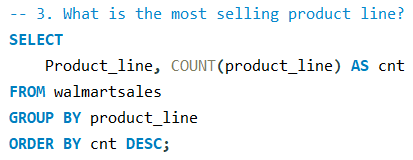 -- 3. What is the most selling product line?
SELECT
    Product_line, COUNT(product_line) AS cnt
FROM walmartsales
GROUP BY product_line
ORDER BY cnt DESC;